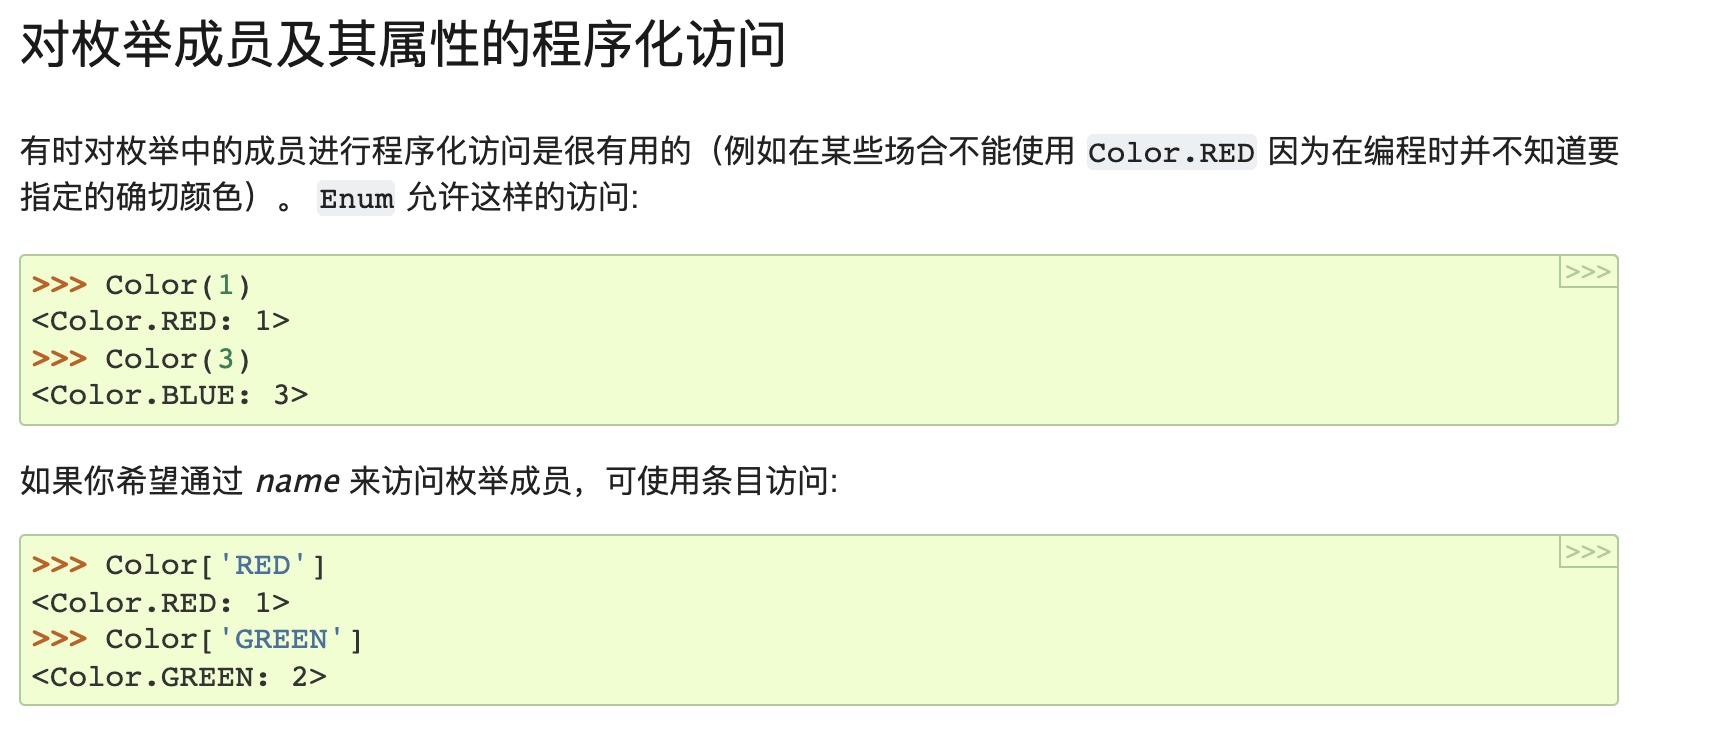 对枚举成员及其属性的程序化访问
有时对枚举中的成员进行程序化访问是很有用的（例如在某些场合不能使用 Color.RED 因为在编程时并不知道要
指定的确切颜色）。 Enum 允许这样的访问:
>>>
>>> Color(1)
<Color.RED: 1>
>>> Color(3)
<Color.BLUE: 3>
如果你希望通过 name 来访问枚举成员，可使用条目访问:
>>>
>>> Color['RED']
<Color.RED: 1>
>>> Color['GREEN']
<Color.GREEN: 2>